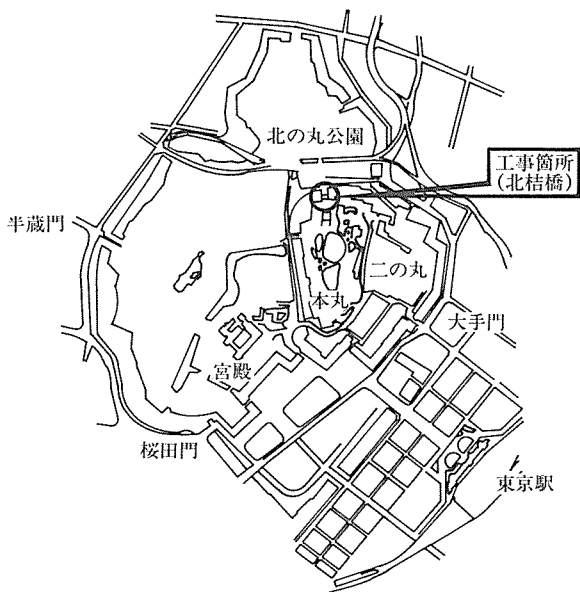 北の丸公園
工事箇所
(北桔橋)
半蔵門
二の丸
本丸
大手門
宮殿
桜田門
東京駅